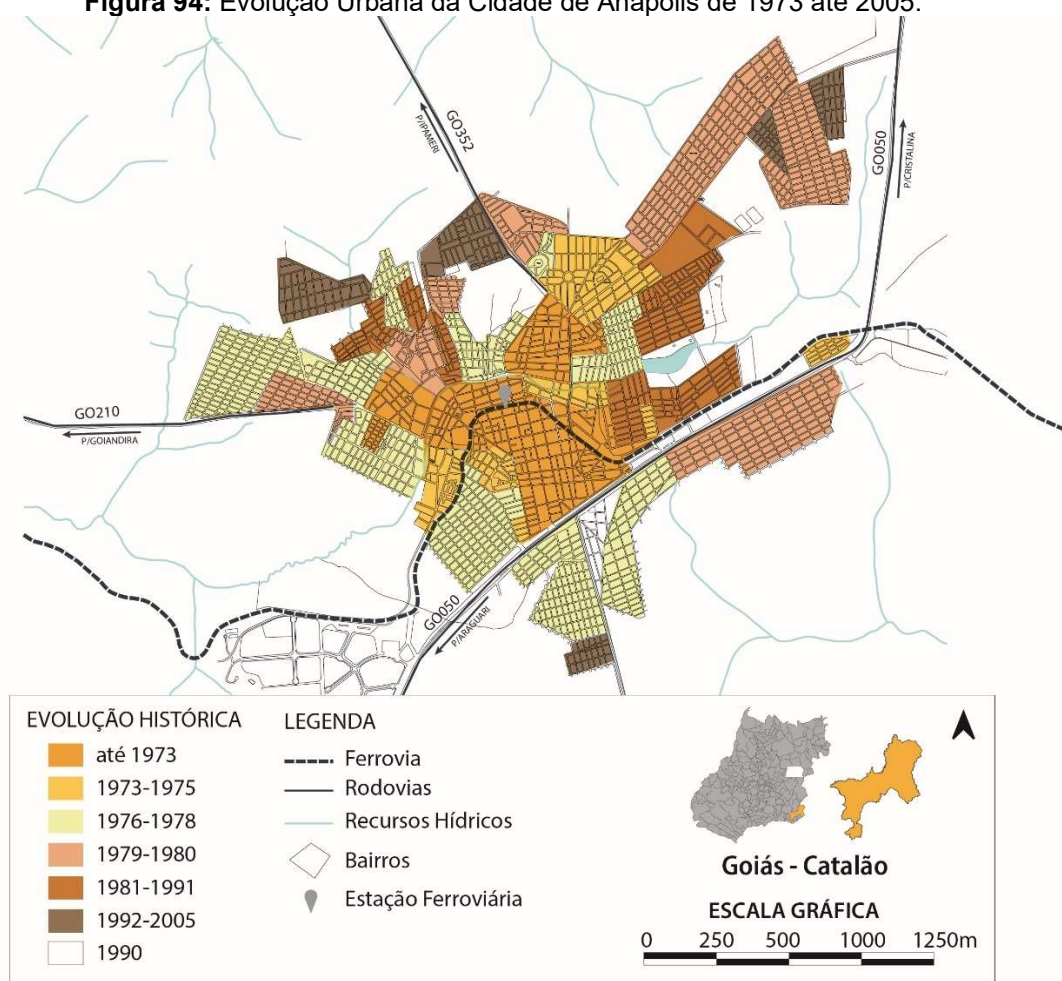 Figura 94: Evolução Urbana da Cidade de Anápolis de 1973 até 2005.
GO352
P/IPAMERI
GO050
P/CRISTALINA
GO210
P/GOIANDIRA
GO050
P/ARAGUARI
EVOLUÇÃO HISTÓRICA
até 1973
1973-1975
1976-1978
1979-1980
1981-1991
1992-2005
1990
LEGENDA
Ferrovia
Rodovias
Recursos Hídricos
Bairros
Estação Ferroviária
Goiás - Catalão
ESCALA GRÁFICA
0 250 500 1000 1250m